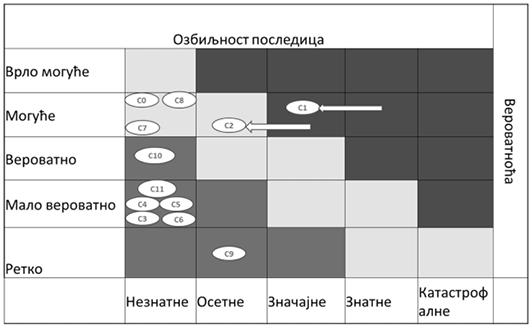 Озбиљност последица
Врло могуће
C0 C8
C1
Могуће
C7
C2
Вероватно
C10
C11
Мало вероватно
C4 C5
C3 C6
C9
Ретко
Незнатне Осетне Значајне Знатне Катастроф
алне
Вероватноћа